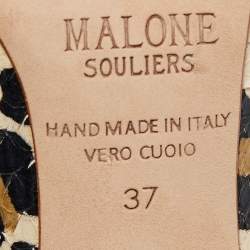 MALONE
SOULIERS
HAND MADE IN ITALY
VERO CUOIO
37